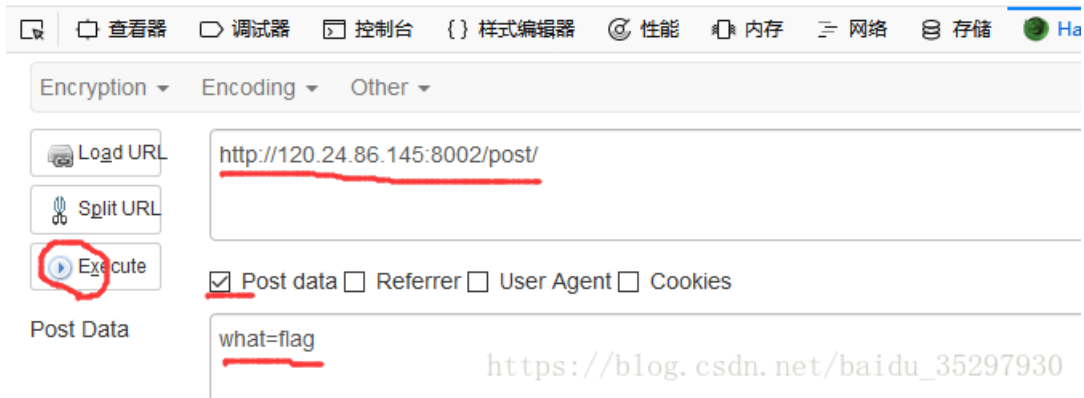 查看器 调试器 控制台 {} 样式编辑器 性能 内存 网络 存储 Ha
Encryption Encoding Other
Load URL
http://120.24.86.145:8002/post/
Split URL
Execute
Post data Referrer User Agent Cookies
Post Data
what=flag
https://blog.csdn.net/baidu_35297930